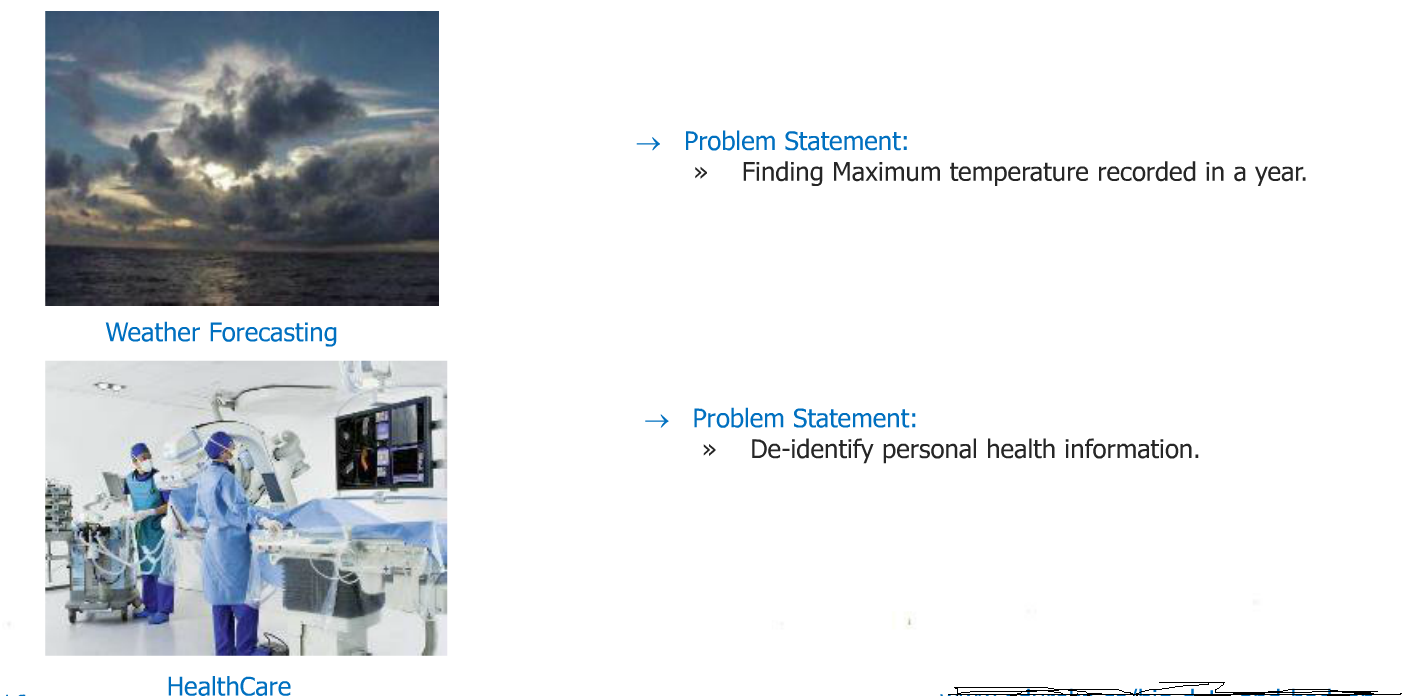 → Problem Statement:
» Finding Maximum temperature recorded in a year.
Weather Forecasting
→ Problem Statement:
» De-identify personal health information.
HealthCare